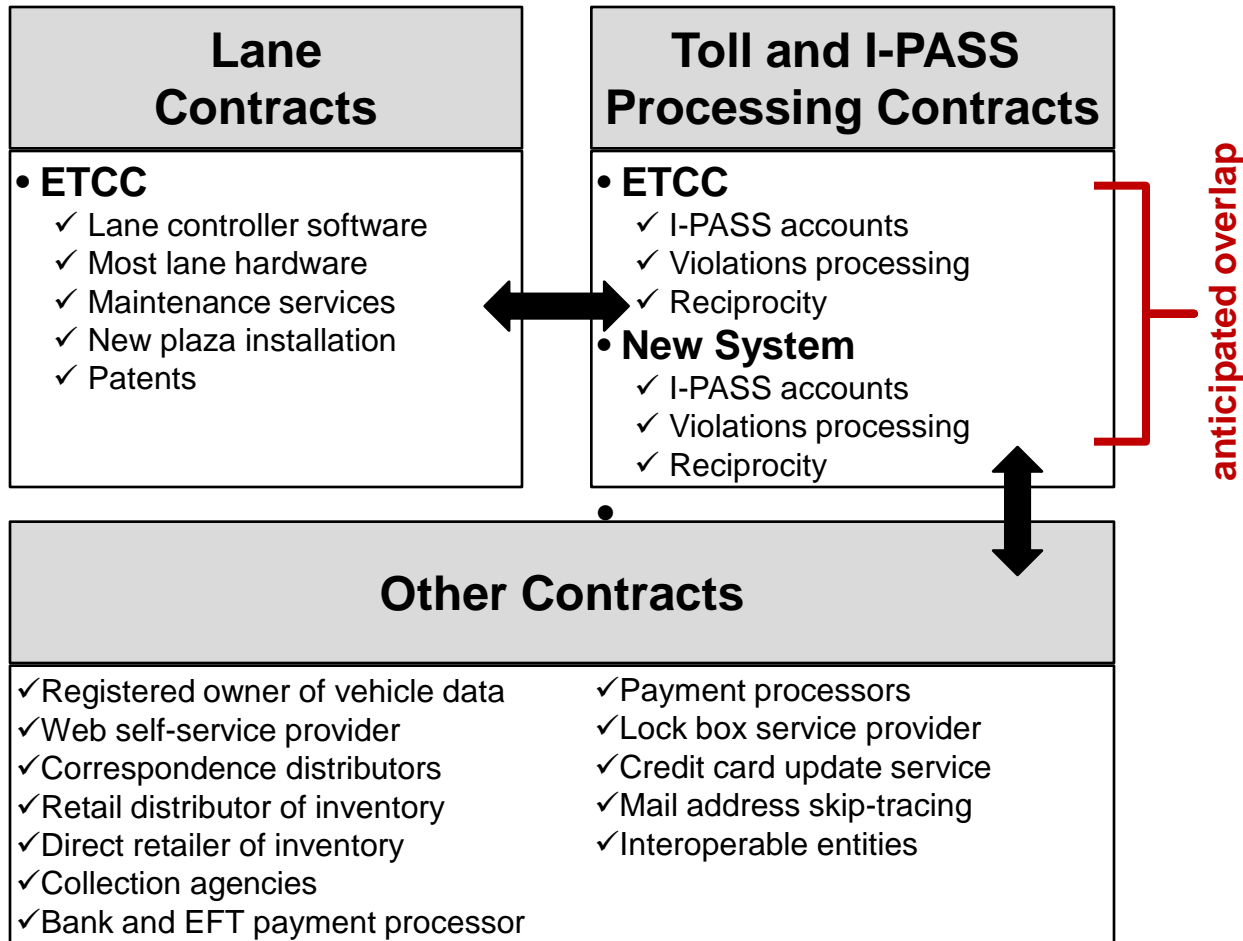 Lane
Contracts
• ETCC
✓ Lane controller software
✓ Most lane hardware
✓ Maintenance services
✓ New plaza installation
✓ Patents
Toll and I-PASS
Processing Contracts
• ETCC
✓ I-PASS accounts
✓ Violations processing
✓ Reciprocity
• New System
✓ I-PASS accounts
✓ Violations processing
✓ Reciprocity
•
anticipated overlap
Other Contracts
✓Registered owner of vehicle data
✓Web self-service provider
✓Correspondence distributors
✓Retail distributor of inventory
✓Direct retailer of inventory
✓Collection agencies
✓Bank and EFT payment processor
✓Payment processors
✓Lock box service provider
✓Credit card update service
✓Mail address skip-tracing
✓Interoperable entities